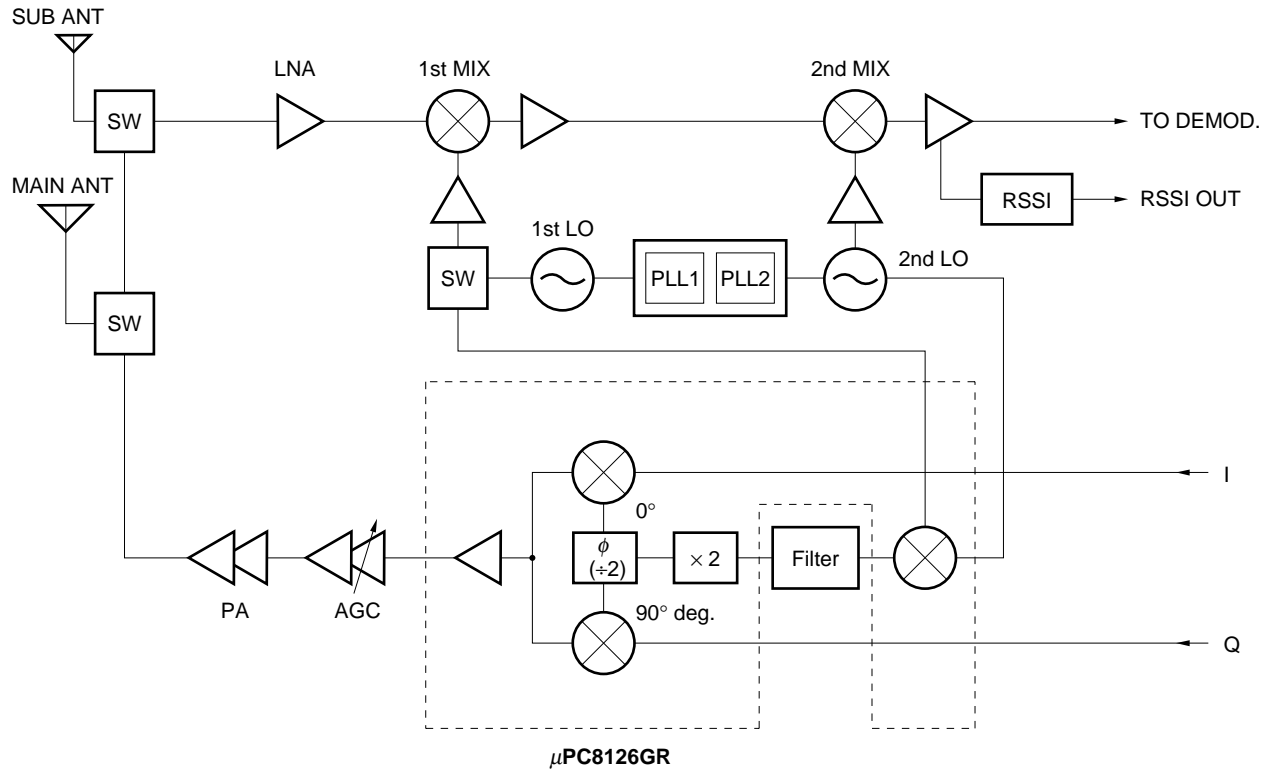 SUB ANT
LNA
1st MIX
2nd MIX
SW
TO DEMOD.
MAIN ANT
RSSI
RSSI OUT
1st LO
2nd LO
SW
PLL1
PLL2
SW
I
0°
ϕ
(÷2)
× 2
Filter
PA
AGC
90° deg.
Q
µPC8126GR